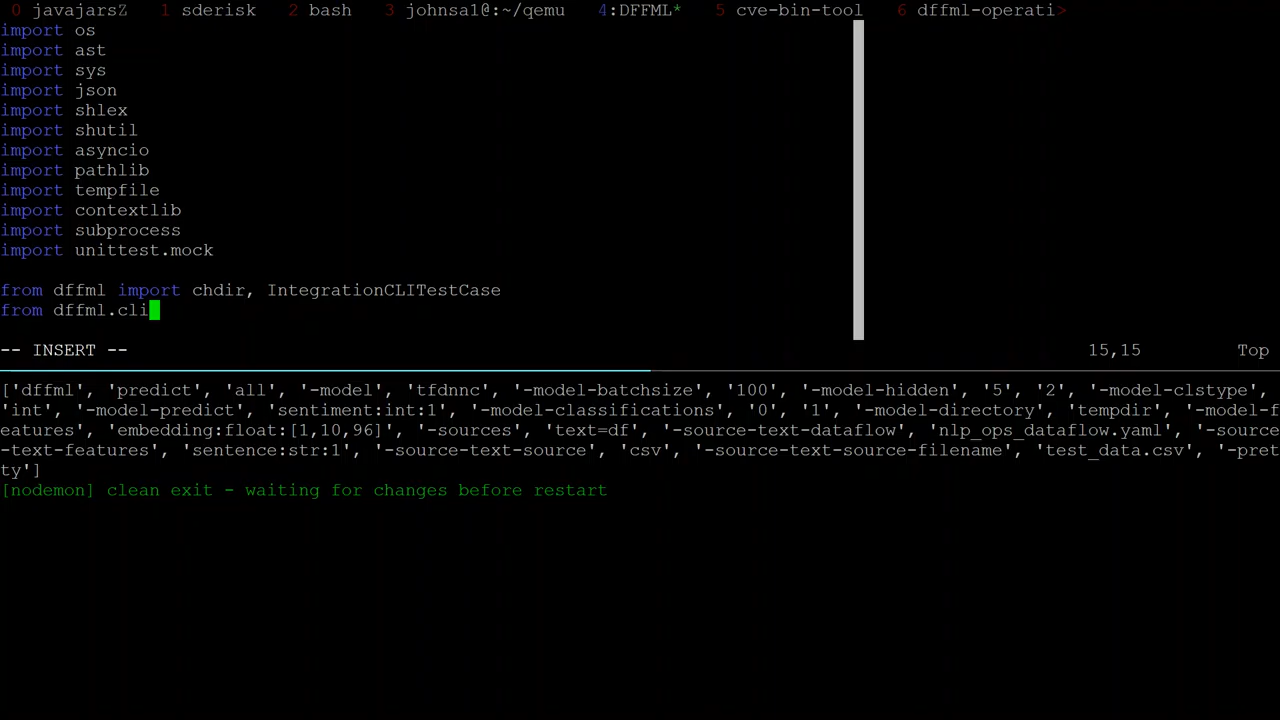 0 javajarsZ 1 sderisk 2 bash 3 johnsa1@:~/qemu 4:DFFML* 5 cve-bin-tool 6 dffml-operati>
import os
import ast
import sys
import json
import shlex
import shutil
import asyncio
import pathlib
import tempfile
import contextlib
import subprocess
import unittest.mock
from dffml import chdir, IntegrationCLITestCase
from dffml.cli
-- INSERT -- 15,15 Top
['dffml', 'predict', 'all', '-model', 'tfdnnc', '-model-batchsize', '100', '-model-hidden', '5', '2', '-model-clstype',
'int', '-model-predict', 'sentiment:int:1', '-model-classifications', '0', '1', '-model-directory', 'tempdir', '-model-f
eatures', 'embedding:float:[1,10,96]', '-sources', 'text=df', '-source-text-dataflow', 'nlp_ops_dataflow.yaml', '-source
-text-features', 'sentence:str:1', '-source-text-source', 'csv', '-source-text-source-filename', 'test_data.csv', '-pret
ty']
[nodemon] clean exit - waiting for changes before restart